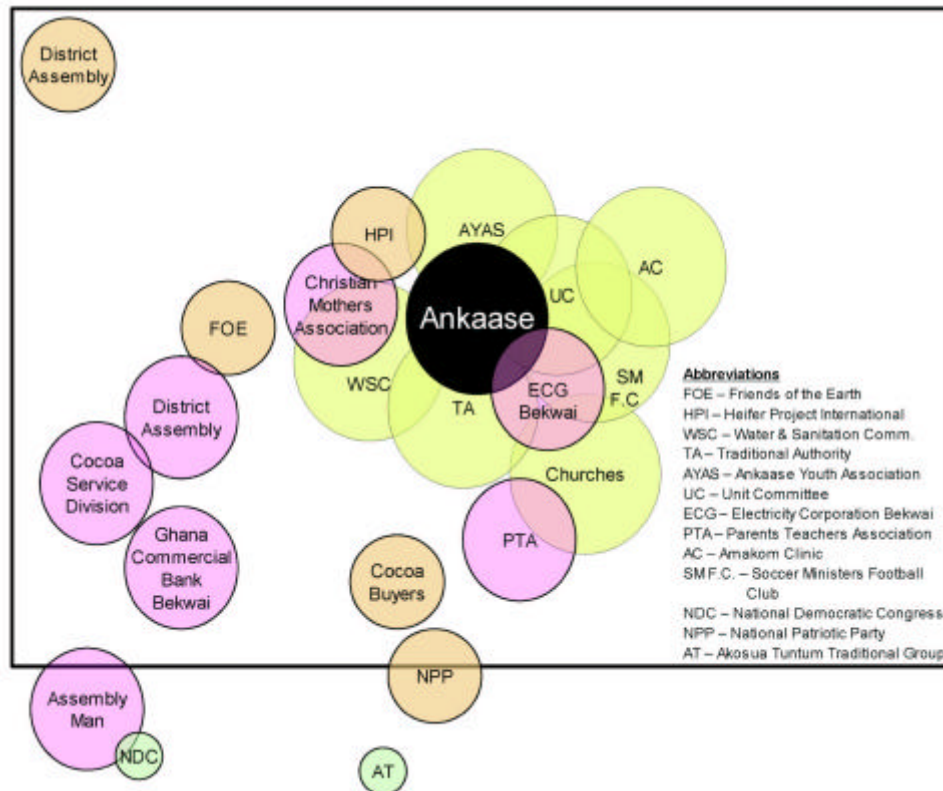 District
Assembly
HPI
AYAS
AC
Christian
Mothers
Association
UC
Ankaase
FOE
WSC
TA
ECG
Bekwai
SM
F.C
District
Assembly
Cocoa
Service
Division
Churches
PTA
Ghana
Commercial
Bank
Bekwai
Cocoa
Buyers
NPP
Assembly
Man
NDC
AT
Abbreviations
FOE – Friends of the Earth
HPI – Heifer Project International
WSC – Water & Sanitation Comm.
TA – Traditional Authority
AYAS – Ankaase Youth Association
UC – Unit Committee
ECG – Electricity Corporation Bekwai
PTA – Parents Teachers Association
AC – Amakom Clinic
SM F.C. – Soccer Ministers Football
Club
NDC – National Democratic Congress
NPP – National Patriotic Party
AT – Akosua Tuntum Traditional Group